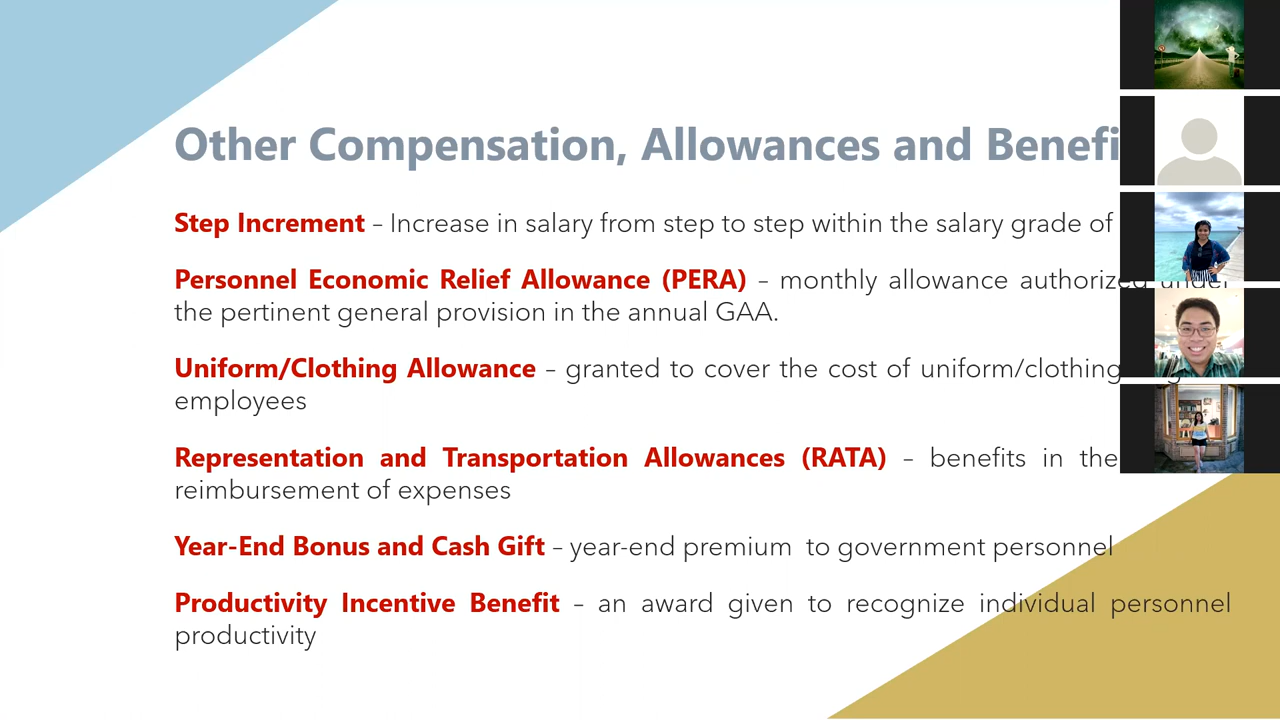 Other Compensation, Allowances and Benefi
Step Increment – Increase in salary from step to step within the salary grade of
Personnel Economic Relief Allowance (PERA) – monthly allowance authorized under
the pertinent general provision in the annual GAA.
Uniform/Clothing Allowance – granted to cover the cost of uniform/clothing
employees
Representation and Transportation Allowances (RATA) – benefits in the
reimbursement of expenses
Year-End Bonus and Cash Gift – year-end premium to government personnel
Productivity Incentive Benefit – an award given to recognize individual personnel
productivity